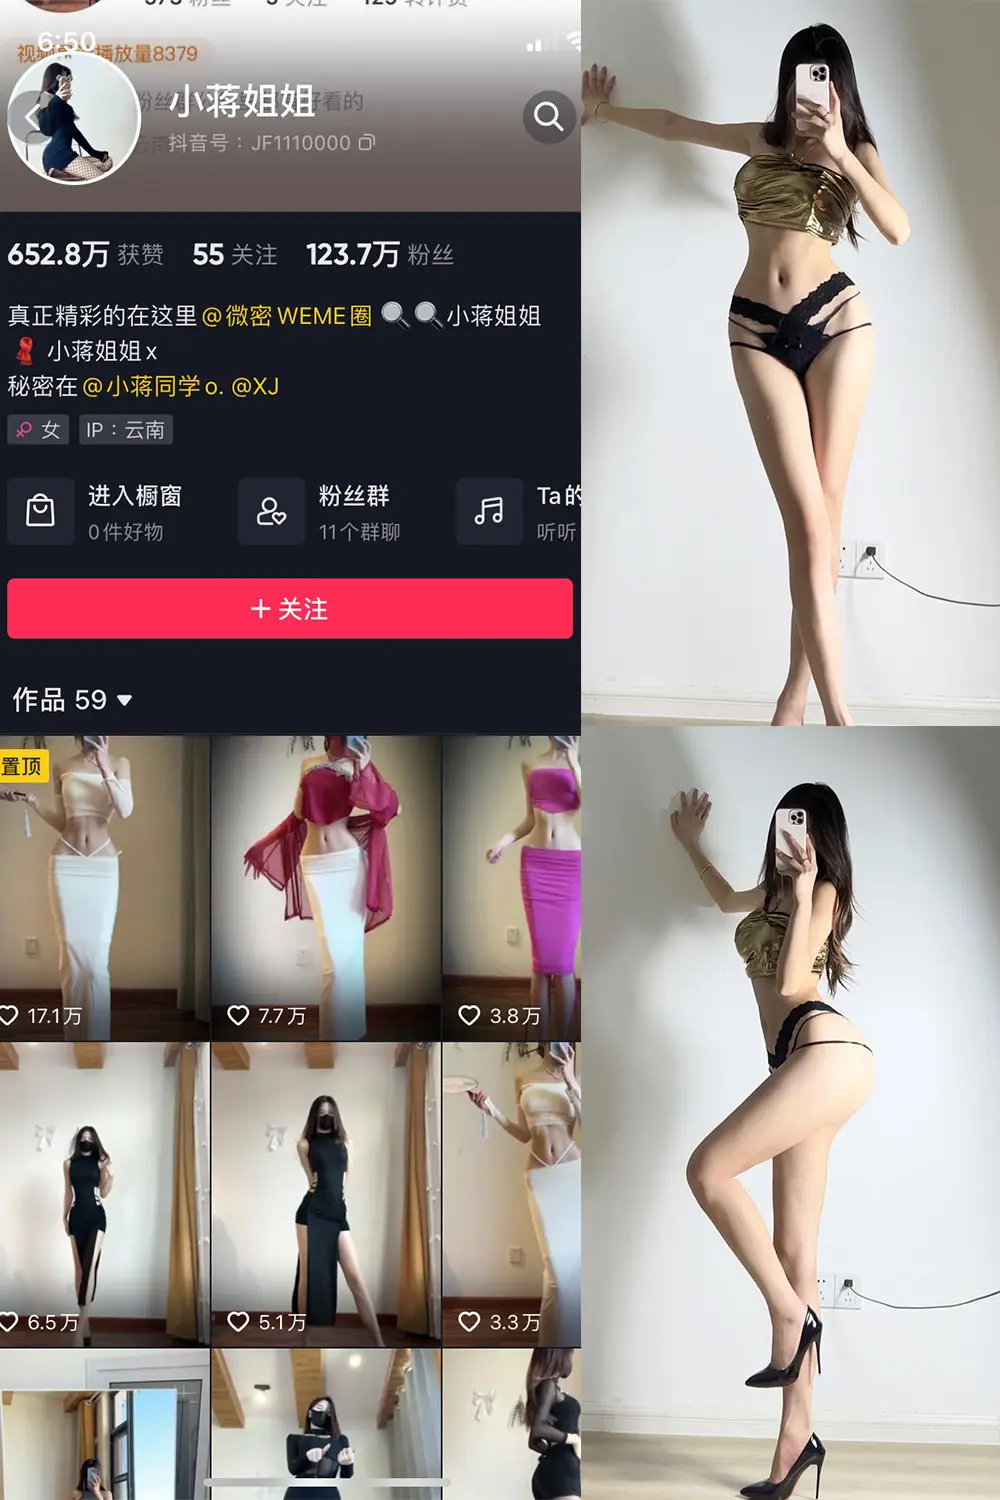 6:50
播放量8379
小蒋姐姐
抖音号：JF1110000
652.8万 获赞 55 关注 123.7万 粉丝
真正精彩的在这里@微密 WEME圈 🔍🔍小蒋姐姐
🧣 小蒋姐姐x
秘密在@小蒋同学o. @XJ
女 IP：云南
进入橱窗 粉丝群 Ta的
0件好物 11个群聊 听听
+ 关注
作品 59
置顶
17.1万 7.7万 3.8万
6.5万 5.1万 3.3万